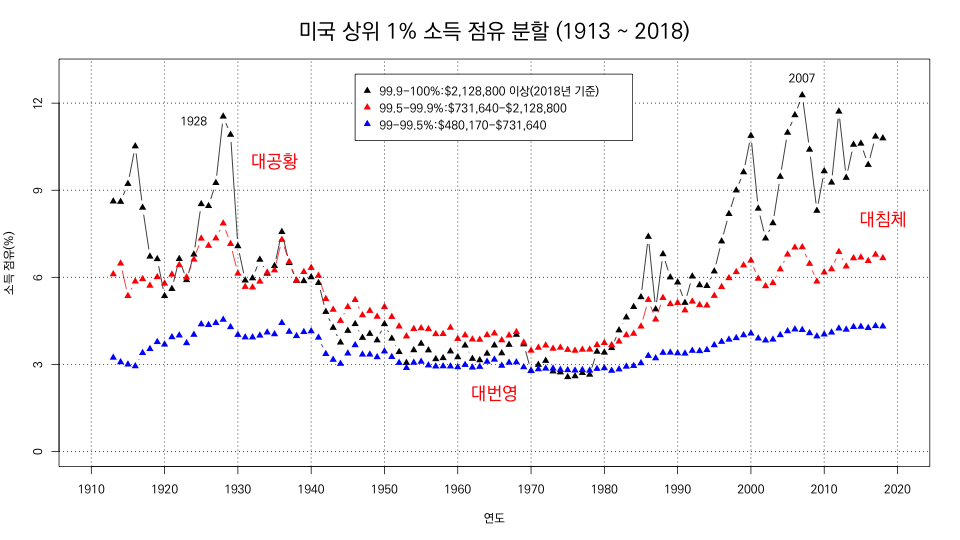 미국 상위 1% 소득 점유 분할 (1913 ~ 2018)
99.9-100%:$2,128,800 이상(2018년 기준)
99.5-99.9%:$731,640-$2,128,800
99-99.5%:$480,170-$731,640
2007
1928
대공황
대침체
대번영
소득 점유(%)
12
9
6
3
0
1910 1920 1930 1940 1950 1960 1970 1980 1990 2000 2010 2020
연도